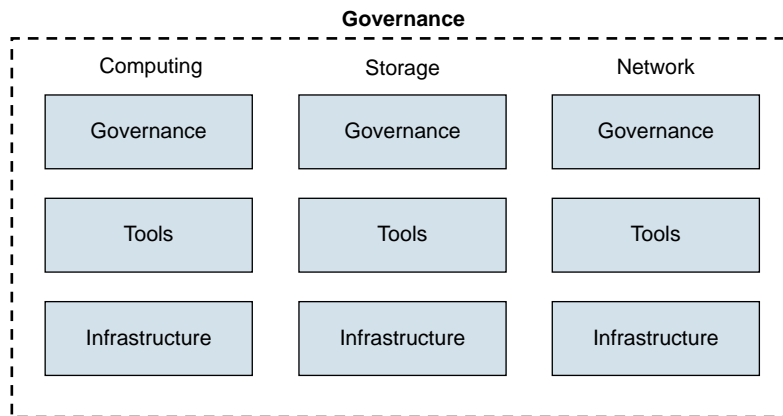 Governance
Computing Storage Network
Governance Governance Governance
Tools Tools Tools
Infrastructure Infrastructure Infrastructure